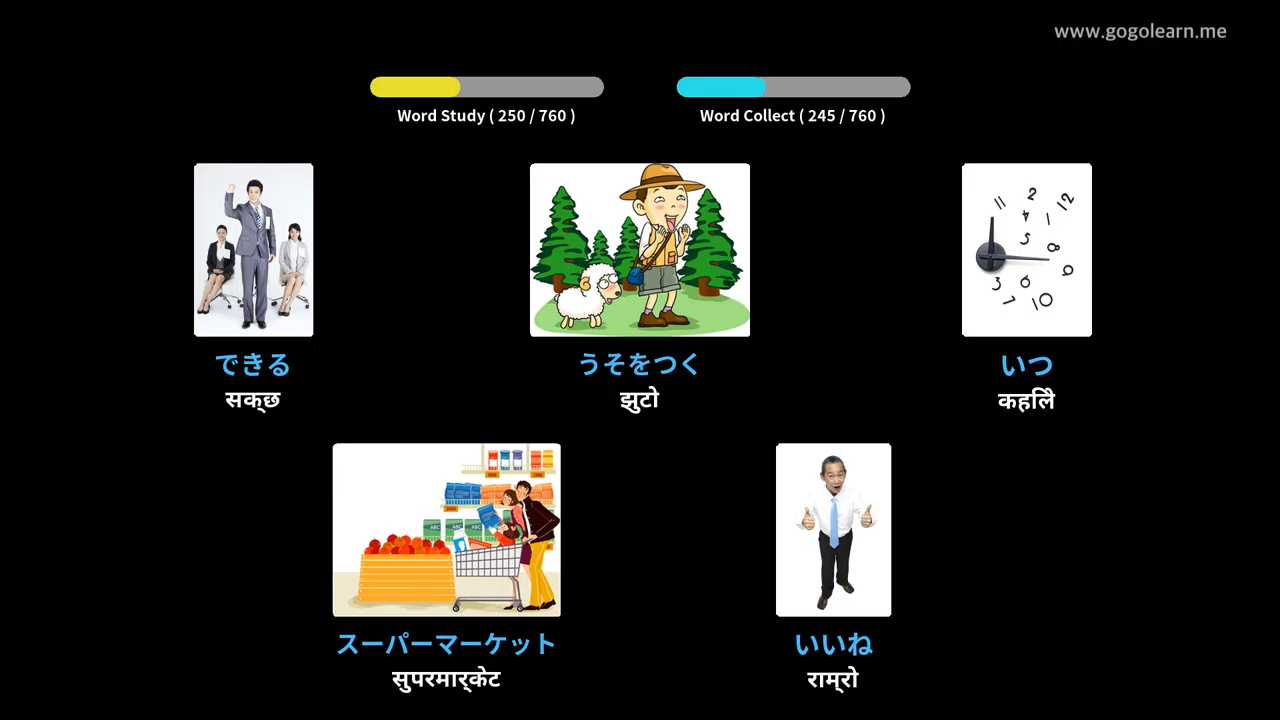 www.gogolearn.me
Word Study ( 250 / 760 )
Word Collect ( 245 / 760 )
できる
सक्छ
うそをつく
झुटो
いつ
कहिले
スーパーマーケット
सुपरमार्केट
いいね
राम्रो